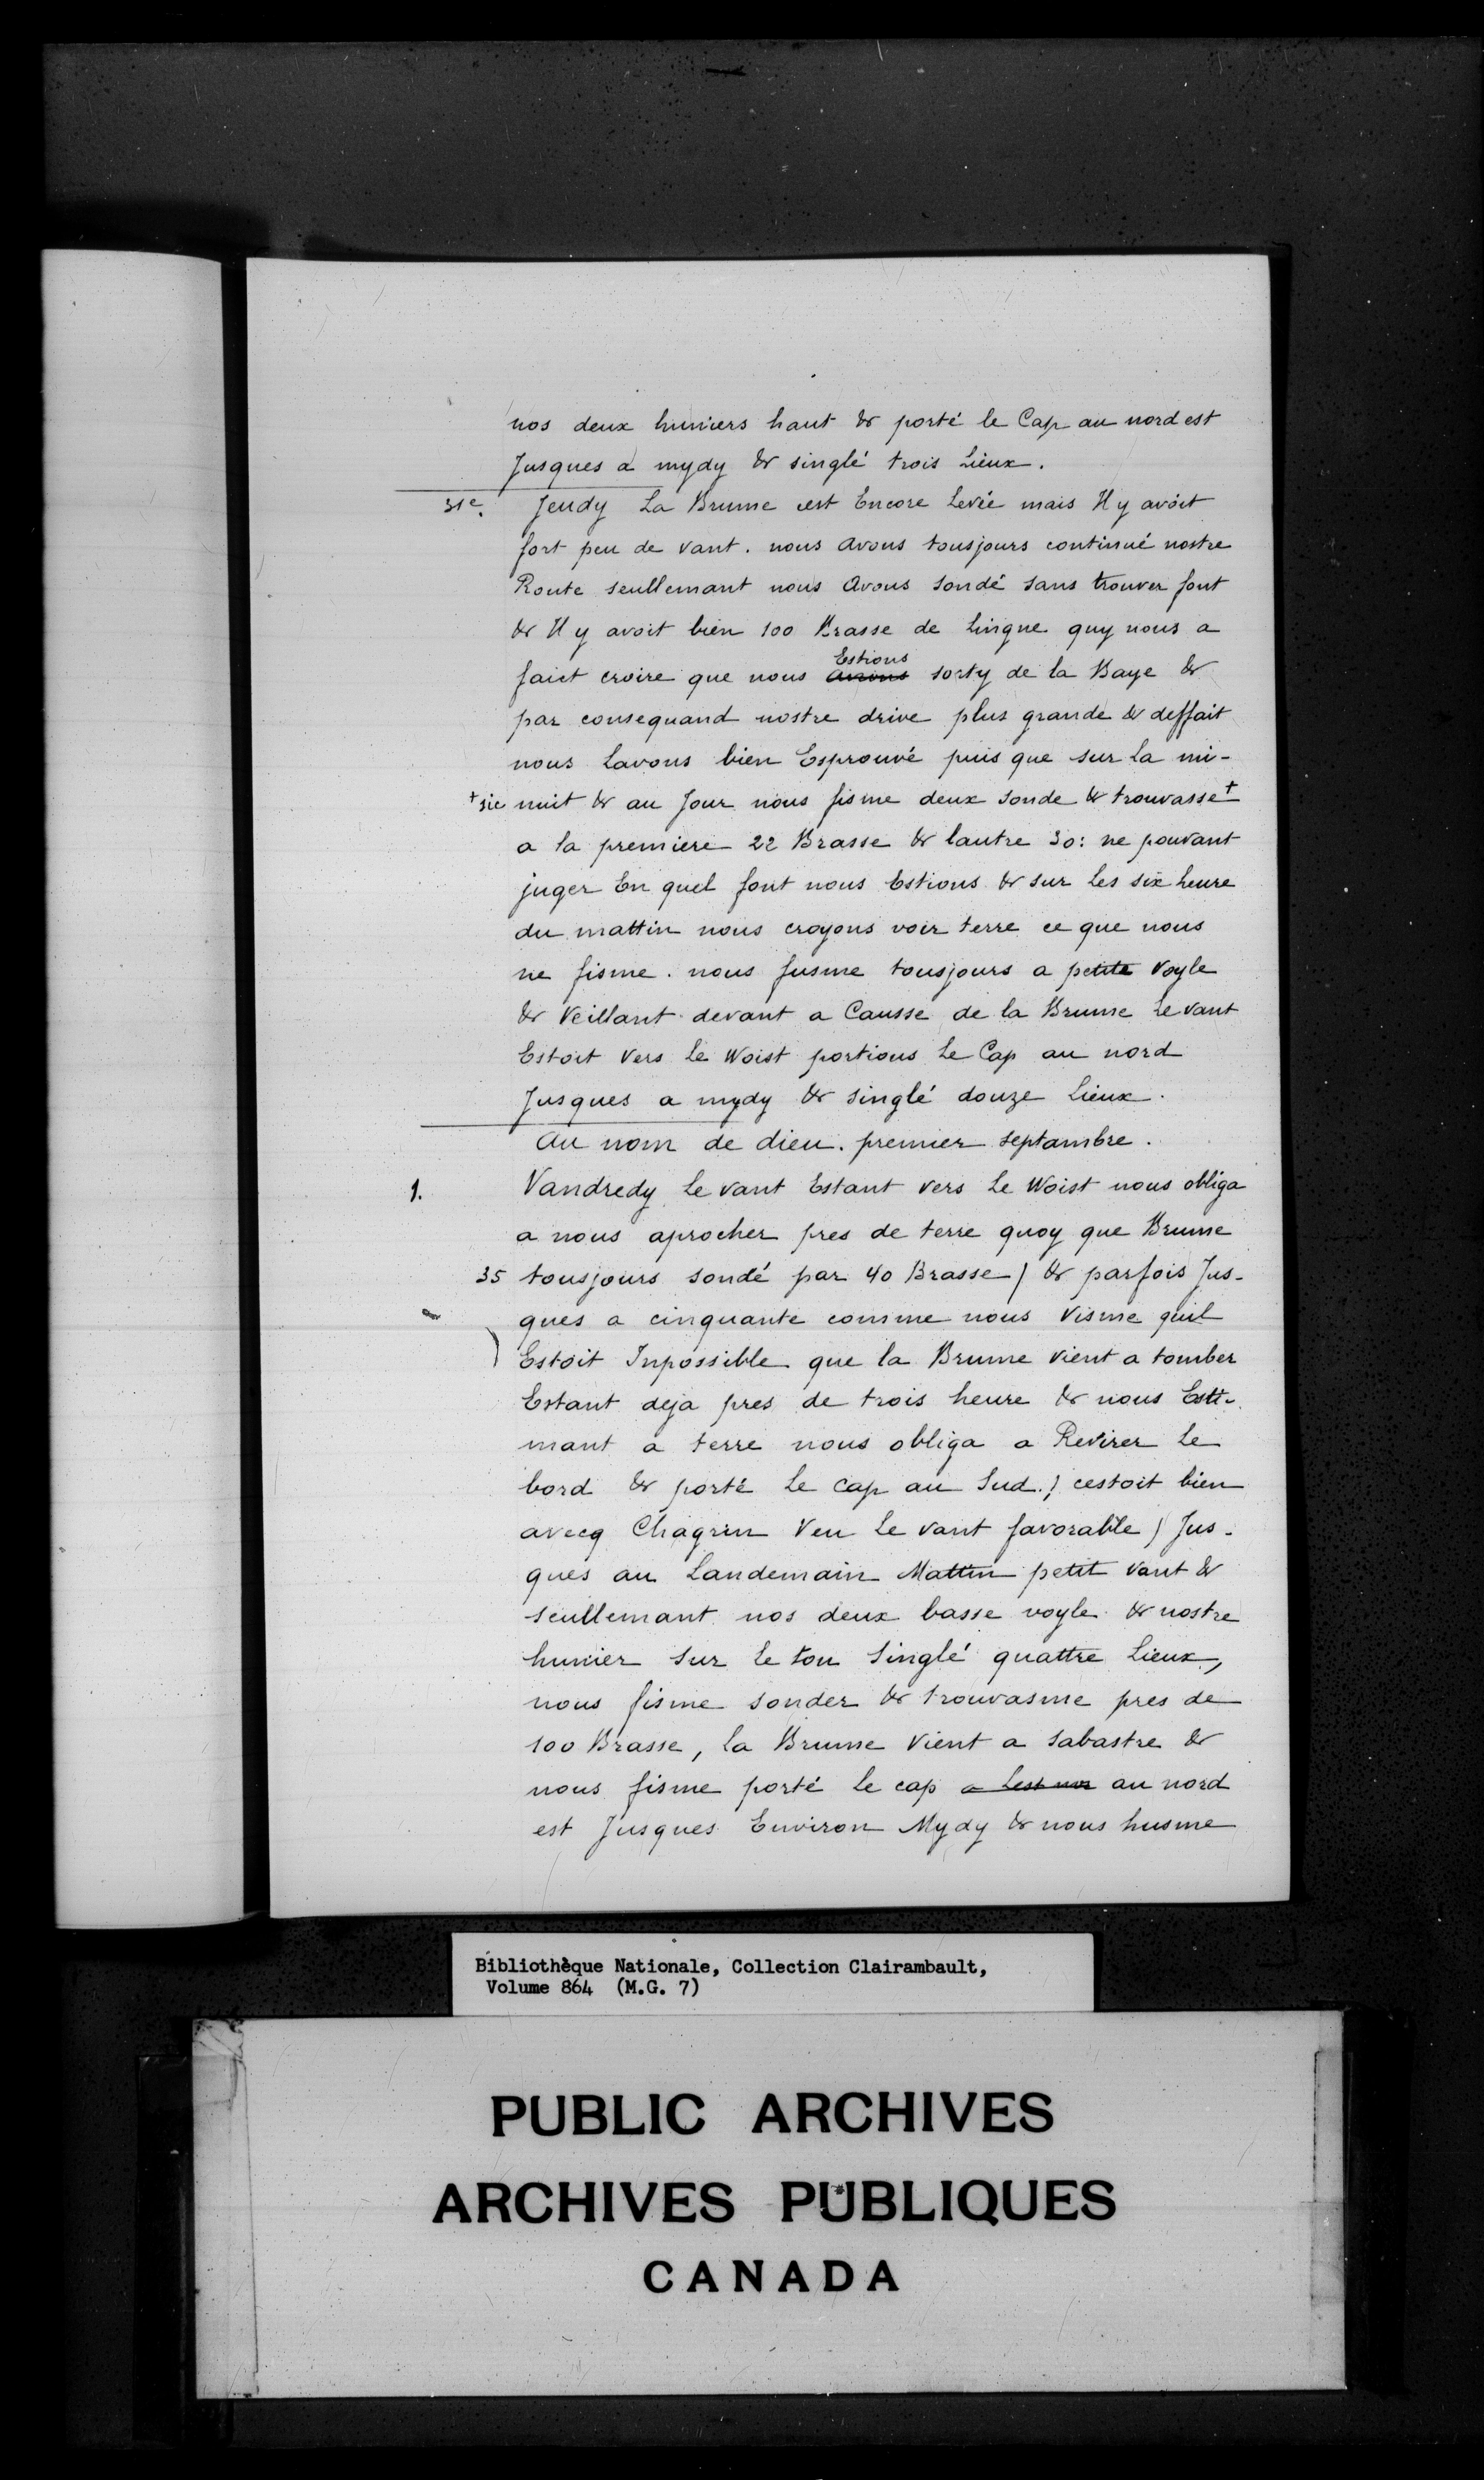 nos deux huniers haut & porté le Cap au nord est
Jusques a mydy & singlé trois Lieux.
31e. Jeudy La Brume cest Encore Levée mais Il y avoit
fort peu de vant. nous avons tousjours continué nostre
Route seullemant nous avons sondé sans trouver font
& Il y avoit bien 100 Brasse de Lingne quy nous a
faict croire que nous avions Estions sorty de la Baye &
par consequand nostre drive plus grande & deffait
nous Lavons bien Esprouvé puis que sur La mi-
+sic nuit & au Jour nous fisme deux sonde & trouvasse+
a la premiere 22 Brasse & lautre 30: ne pouvant
juger En quel font nous Estions & sur Les six heure
du mattin nous croyons voir terre ce que nous
ne fisme. nous fusme tousjours a petite Voyle
& Veillant devant a Causse de la Brume Le vant
Estoit Vers Le Woist portions Le Cap au nord
Jusques a mydy & singlé douze Lieux.
Au nom de dieu. premier septambre.
1. Vandredy Le vant Estant vers Le Woist nous obliga
a nous aprocher pres de terre quoy que Brume
35 tousjours sondé par 40 Brasse) & parfois Jus-
ques a cinquante comme nous Visme quil
Estoit Inpossible que la Brume vient a tomber
Estant deja pres de trois heure & nous Esti-
mant a terre nous obliga a Revirer Le
bord & porté Le cap au Sud.; cestoit bien
avecq Chagrin Veu Le vant favorable) Jus-
ques au Landemain Mattin petit vant &
seullemant nos deux basse voyle & nostre
hunier sur Le ton Singlé quattre Lieux,
nous fisme sonder & trouvasme pres de
100 Brasse, la Brume Vient a sabastre &
nous fisme porté Le cap a Lest au nord
est Jusques Environ Mydy & nous husme
Bibliothèque Nationale, Collection Clairambault,
Volume 864 (M.G. 7)
PUBLIC ARCHIVES
ARCHIVES PUBLIQUES
CANADA